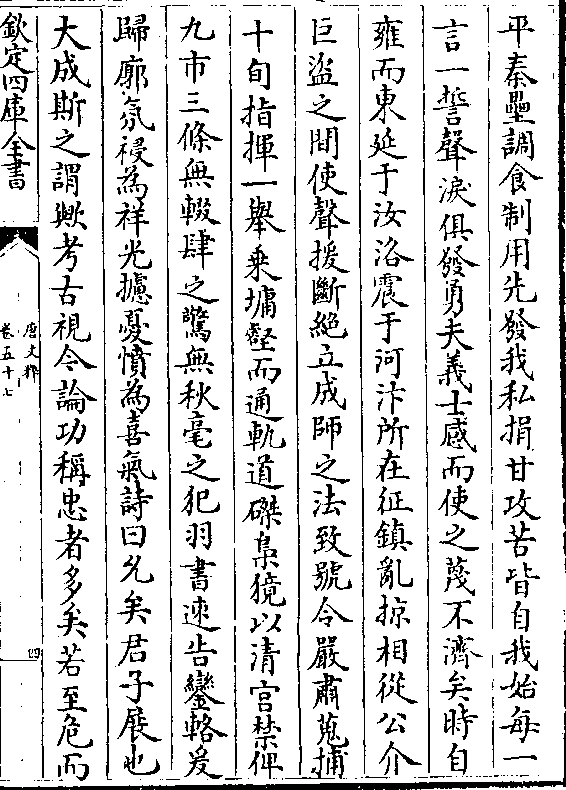 平秦壘調食制用先發我私捐甘攻苦皆自我始每一
言一誓聲淚俱發勇夫義士感而使之蔑不濟矣時自
雍而東延于汝洛震于河汴所在征鎮亂掠相從公介
巨盜之間使聲援斷絶立成師之法致號令嚴肅蒐捕
十旬指揮一舉乗墉壑而通軌道磔梟獍以清宫禁俾
九市三條無輟肆之驚無秋毫之犯羽書速告鑾輅爰
歸廓氛祲為祥光攄憂憤為喜氣詩曰允矣君子展也
大成斯之謂歟考古視今論功稱忠者多矣若至危而
欽定四庫全書
唐文粹
卷五十七
四